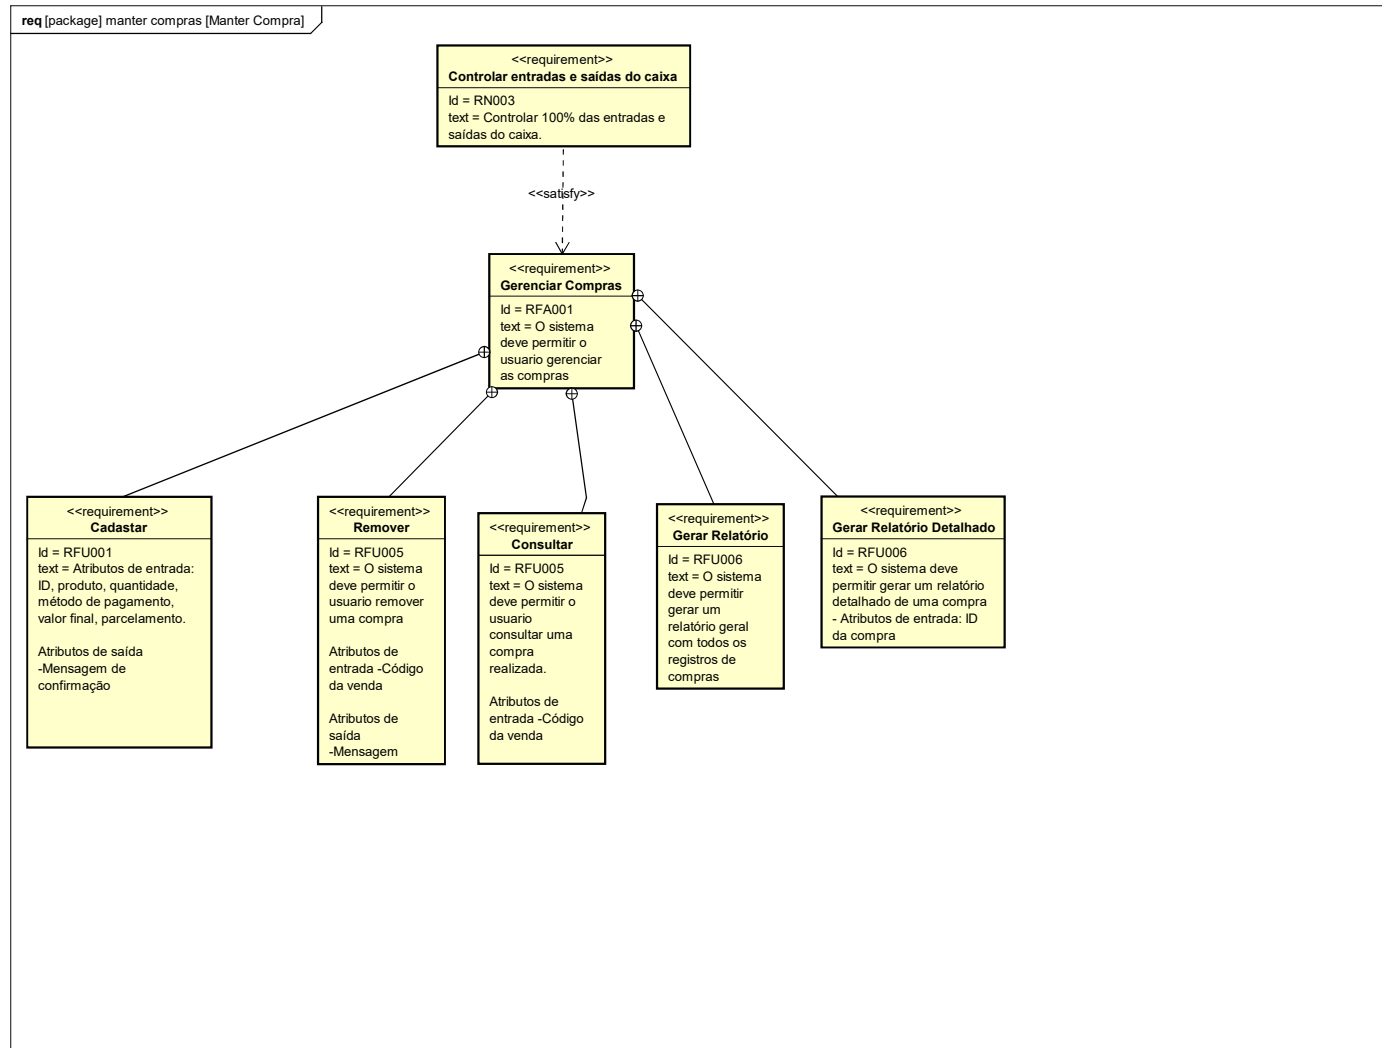 req [package] manter compras [Manter Compra]
<<requirement>>
Controlar entradas e saídas do caixa
Id = RN003
text = Controlar 100% das entradas e
saídas do caixa.
<<satisfy>>
<<requirement>>
Gerenciar Compras
Id = RFA001
text = O sistema
deve permitir o
usuario gerenciar
as compras
<<requirement>>
Cadastar
Id = RFU001
text = Atributos de entrada:
ID, produto, quantidade,
método de pagamento,
valor final, parcelamento.
Atributos de saída
-Mensagem de
confirmação
<<requirement>>
Remover
Id = RFU005
text = O sistema
deve permitir o
usuario remover
uma compra
Atributos de
entrada -Código
da venda
Atributos de
saída
-Mensagem
<<requirement>>
Consultar
Id = RFU005
text = O sistema
deve permitir o
usuario
consultar uma
compra
realizada.
Atributos de
entrada -Código
da venda
<<requirement>>
Gerar Relatório
Id = RFU006
text = O sistema
deve permitir
gerar um
relatório geral
com todos os
registros de
compras
<<requirement>>
Gerar Relatório Detalhado
Id = RFU006
text = O sistema deve
permitir gerar um relatório
detalhado de uma compra
- Atributos de entrada: ID
da compra